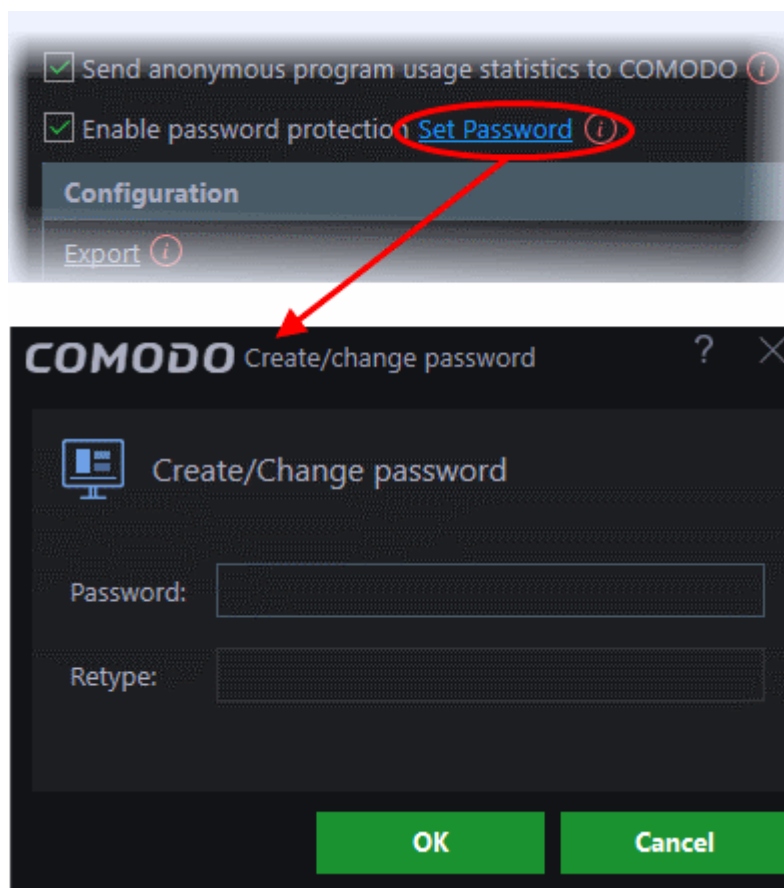 Send anonymous program usage statistics to COMODO i
Enable password protection Set Password i
Configuration
Export i
COMODO Create/change password ?
Create/Change password
Password:
Retype:
OK Cancel